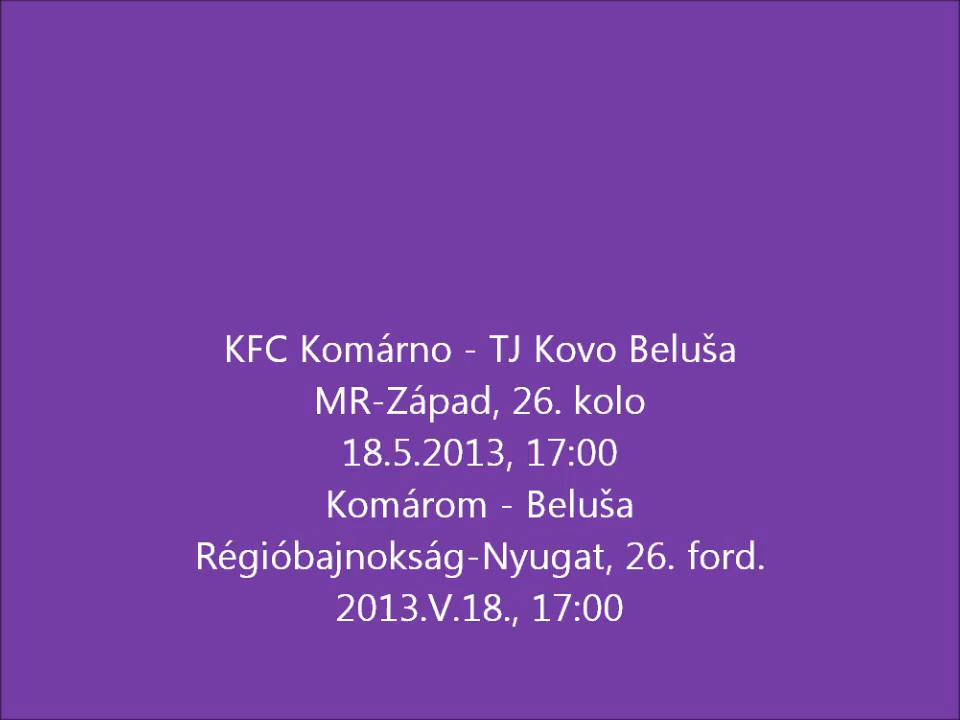 KFC Komárno - TJ Kovo Beluša
MR-Západ, 26. kolo
18.5.2013, 17:00
Komárom - Beluša
Régióbajnokság-Nyugat, 26. ford.
2013.V.18., 17:00